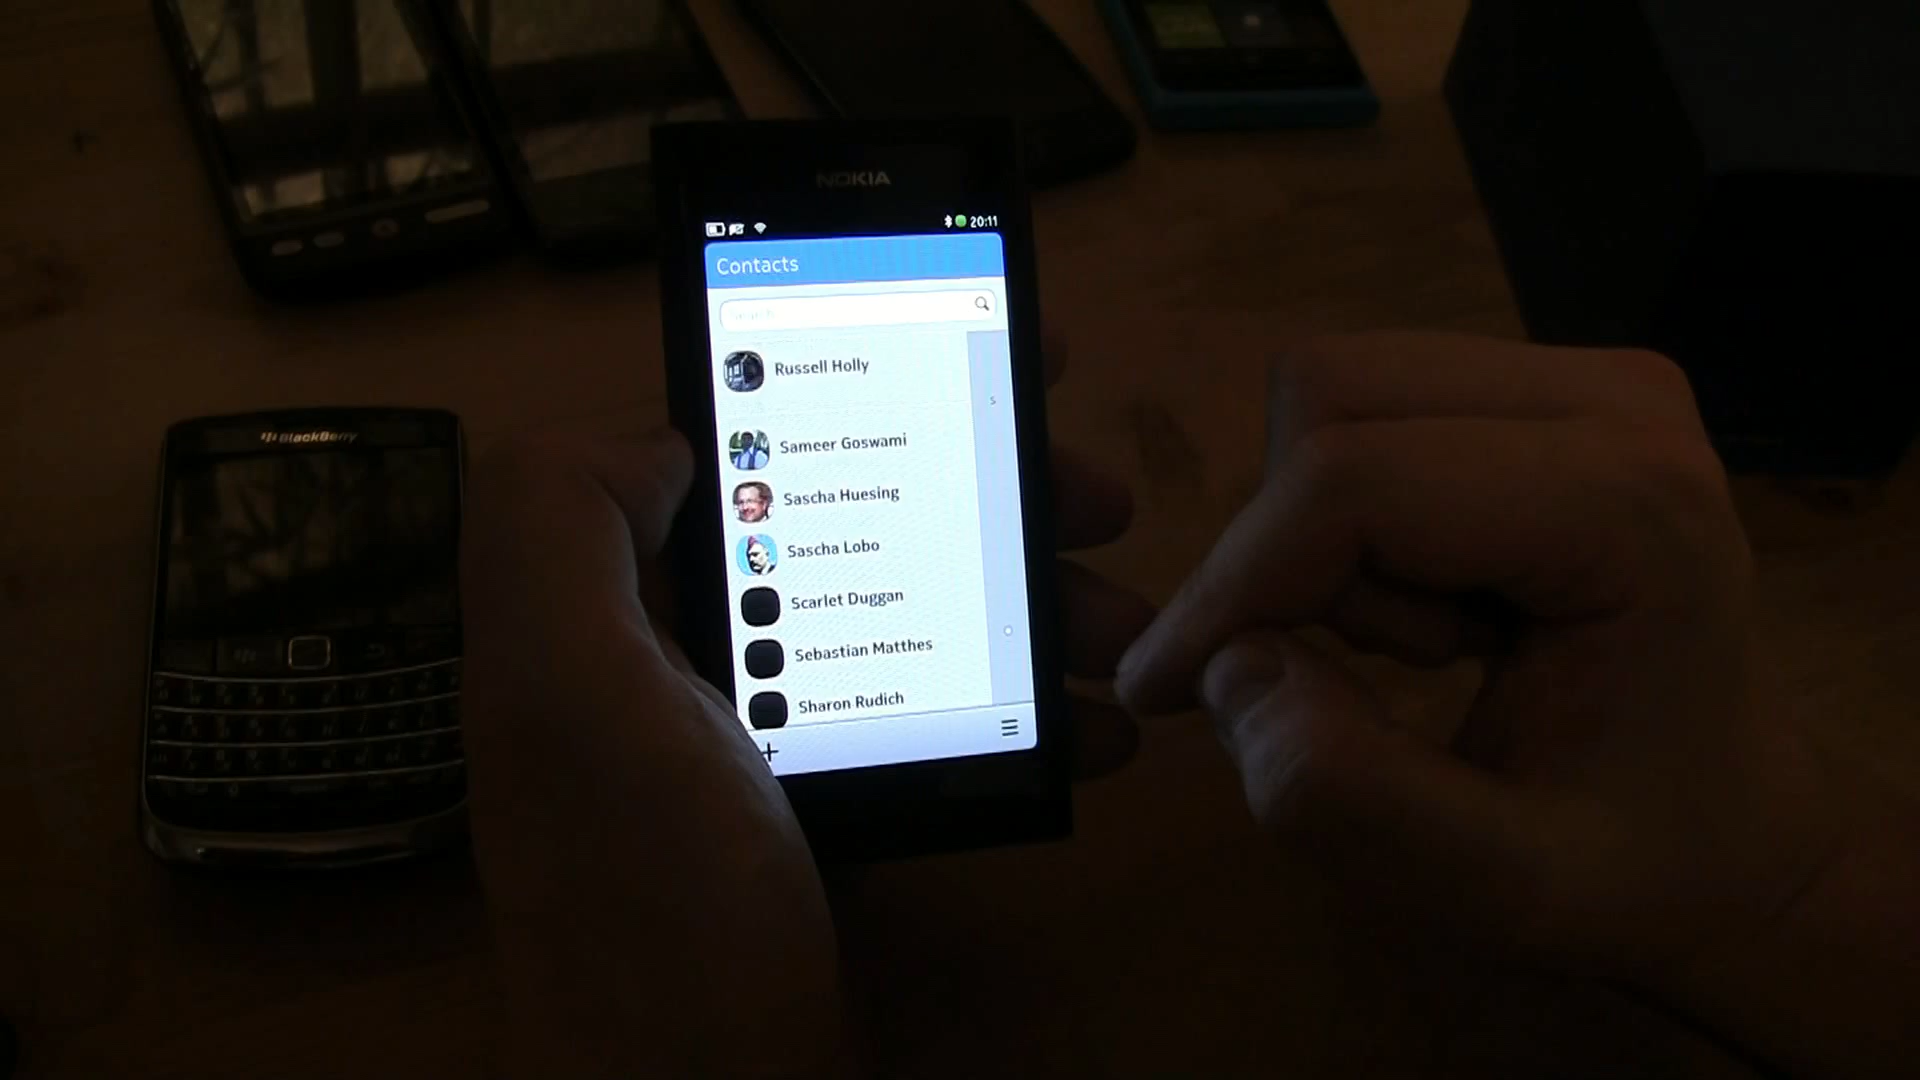 NOKIA
20:11
Contacts
Search
Russell Holly
S
Sameer Goswami
Sascha Huesing
Sascha Lobo
Scarlet Duggan
Sebastian Matthes
Sharon Rudich
BlackBerry